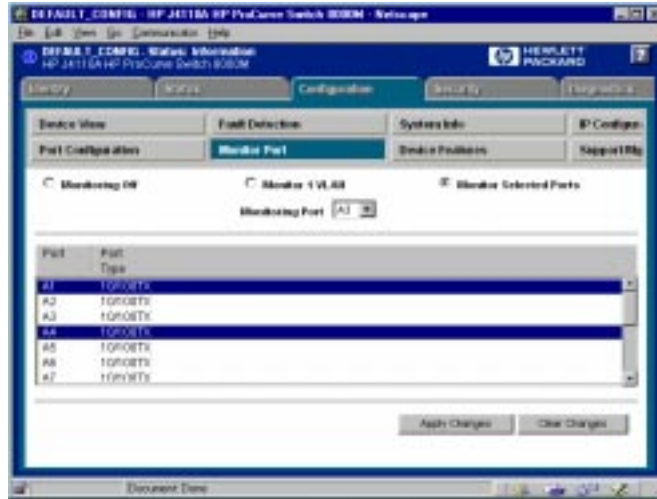 DEFAULT_CONFIG - HP J4110A HP ProCurve Switch 8000M - Netscape
File Edit View Go Communicator Help
DEFAULT_CONFIG - Status: Information
HP J4110A HP ProCurve Switch 8000M
HEWLETT PACKARD
Identity Status Configuration Security Diagnostics
Device View Fault Detection System Info IP Configura
Port Configuration Monitor Port Device Features Support Mg
Monitoring Off Monitor 1 VLAN Monitor Selected Ports
Monitoring Port A3
Port Port
Type
A1 10/100TX
A2 10/100TX
A3 10/100TX
A4 10/100TX
A5 10/100TX
A6 10/100TX
A7 10/100TX
Apply Changes Clear Changes
Document: Done